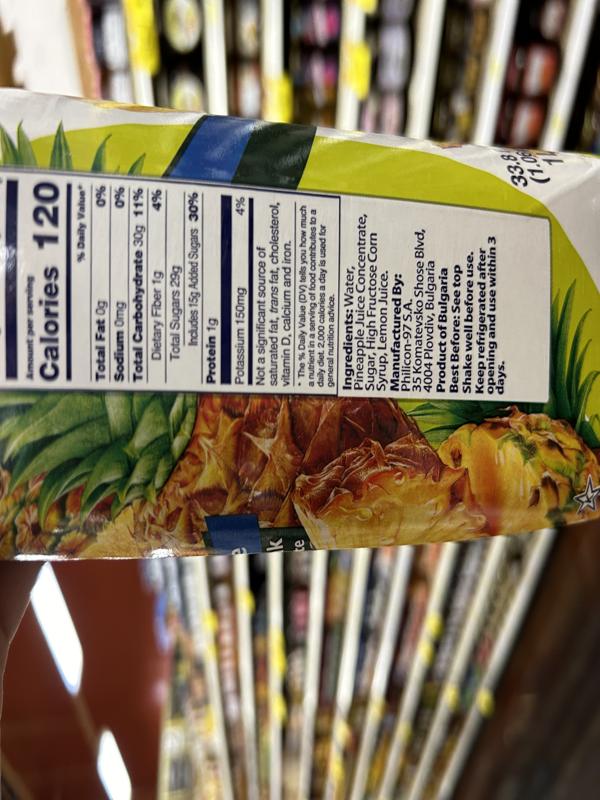 Amount per serving
Calories 120
% Daily Value*
Total Fat 0g 0%
Sodium 0mg 0%
Total Carbohydrate 30g 11%
Dietary Fiber 1g 4%
Total Sugars 29g
Includes 15g Added Sugars 30%
Protein 1g
Potassium 150mg 4%
Not a significant source of
saturated fat, trans fat, cholesterol,
vitamin D, calcium and iron.
* The % Daily Value (DV) tells you how much
a nutrient in a serving of food contributes to a
daily diet. 2,000 calories a day is used for
general nutrition advice.
Ingredients: Water,
Pineapple Juice Concentrate,
Sugar, High Fructose Corn
Syrup, Lemon Juice.
Manufactured By:
Philicon97SCA
35 Komatevsko Shose Blvd,
4004 Plovdiv, Bulgaria
Product of Bulgaria
Best Before: See top
Shake well before use.
Keep refrigerated after
opening and use within 3
days.
33.8